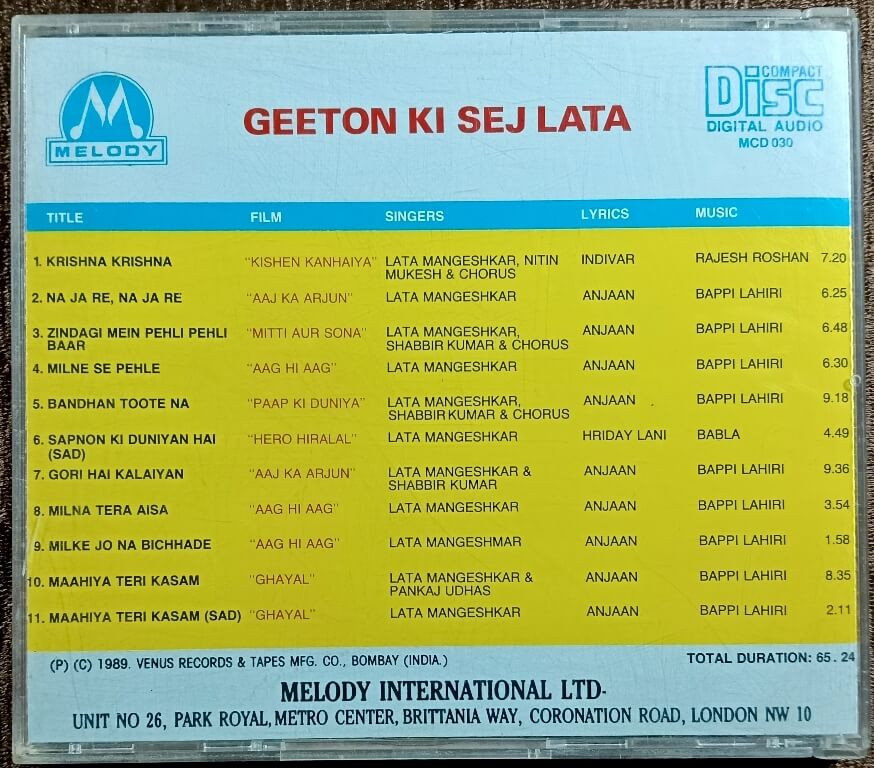 MELODY
GEETON KI SEJ LATA
COMPACT
DISC
DIGITAL AUDIO
MCD 030
TITLE FILM SINGERS LYRICS MUSIC
1. KRISHNA KRISHNA "KISHEN KANHAIYA" LATA MANGESHKAR, NITIN INDIVAR RAJESH ROSHAN 7.20
MUKESH & CHORUS
2. NA JA RE, NA JA RE "AAJ KA ARJUN" LATA MANGESHKAR ANJAAN BAPPI LAHIRI 6.25
3. ZINDAGI MEIN PEHLI PEHLI "MITTI AUR SONA" LATA MANGESHKAR, ANJAAN BAPPI LAHIRI 6.48
BAAR SHABBIR KUMAR & CHORUS
4. MILNE SE PEHLE "AAG HI AAG" LATA MANGESHKAR ANJAAN BAPPI LAHIRI 6.30
5. BANDHAN TOOTE NA "PAAP KI DUNIYA" LATA MANGESHKAR, ANJAAN BAPPI LAHIRI 9.18
SHABBIR KUMAR & CHORUS
6. SAPNON KI DUNIYAN HAI "HERO HIRALAL" LATA MANGESHKAR HRIDAY LANI BABLA 4.49
(SAD)
7. GORI HAI KALAIYAN "AAJ KA ARJUN" LATA MANGESHKAR & ANJAAN BAPPI LAHIRI 9.36
SHABBIR KUMAR
8. MILNA TERA AISA "AAG HI AAG" LATA MANGESHKAR ANJAAN BAPPI LAHIRI 3.54
9. MILKE JO NA BICHHADE "AAG HI AAG" LATA MANGESHMAR ANJAAN BAPPI LAHIRI 1.58
10. MAAHIYA TERI KASAM "GHAYAL" LATA MANGESHKAR & ANJAAN BAPPI LAHIRI 8.35
PANKAJ UDHAS
11. MAAHIYA TERI KASAM (SAD) "GHAYAL" LATA MANGESHKAR ANJAAN BAPPI LAHIRI 2.11
(P) (C) 1989. VENUS RECORDS & TAPES MFG. CO., BOMBAY (INDIA.) TOTAL DURATION: 65.24
MELODY INTERNATIONAL LTD-
UNIT NO 26, PARK ROYAL, METRO CENTER, BRITTANIA WAY, CORONATION ROAD, LONDON NW 10